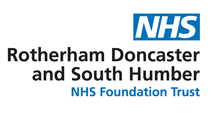 NHS
Rotherham Doncaster
and South Humber
NHS Foundation Trust